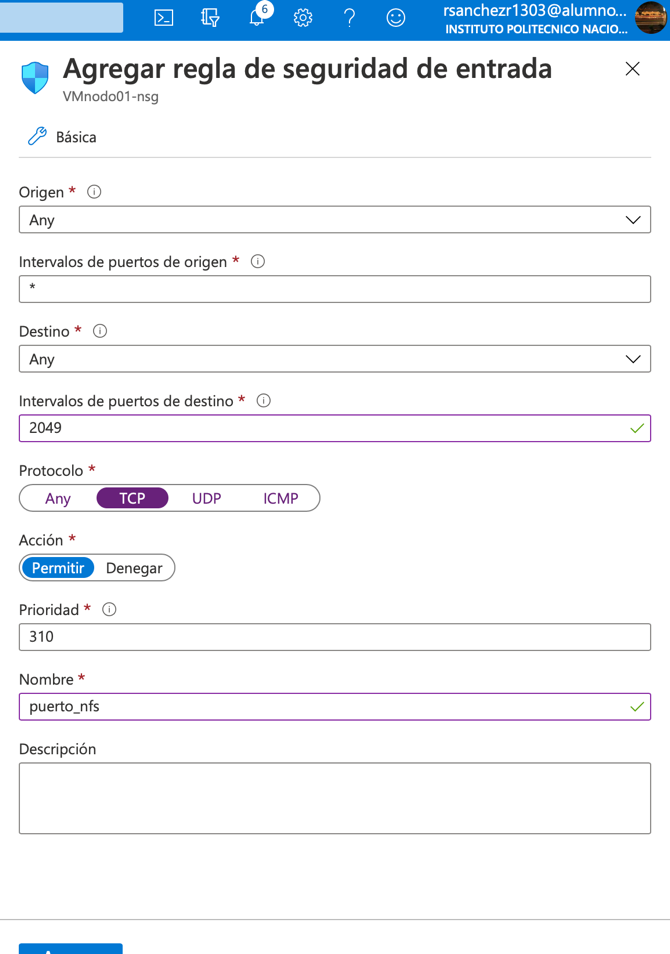 6
rsanchezr1303@alumno...
INSTITUTO POLITECNICO NACIO...
Agregar regla de seguridad de entrada
VMnodo01-nsg
Básica
Origen *
Any
Intervalos de puertos de origen *
*
Destino *
Any
Intervalos de puertos de destino *
2049
Protocolo *
Any TCP UDP ICMP
Acción *
Permitir Denegar
Prioridad *
310
Nombre *
puerto_nfs
Descripción